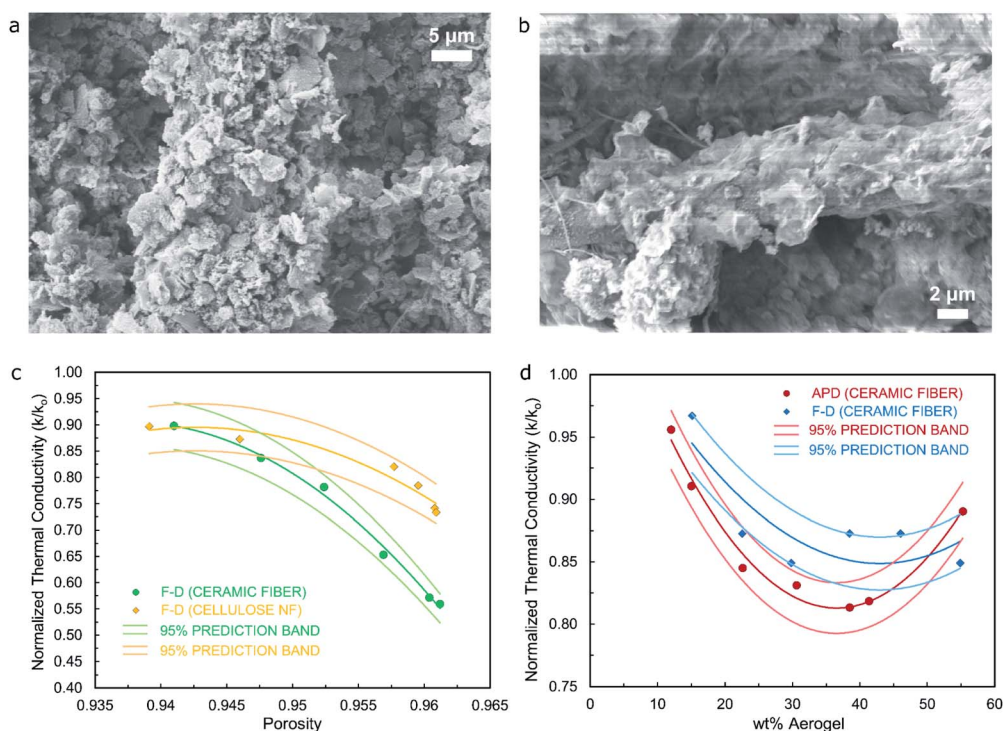 a
5 μm
b
2 μm
c
Normalized Thermal Conductivity (k/kₒ)
1.00
0.95
0.90
0.85
0.80
0.75
0.70
0.65
0.60
0.55
0.50
0.45
0.40
F-D (CERAMIC FIBER)
F-D (CELLULOSE NF)
95% PREDICTION BAND
95% PREDICTION BAND
0.935 0.94 0.945 0.95 0.955 0.96 0.965
Porosity
d
Normalized Thermal Conductivity (k/kₒ)
1.00
0.95
0.90
0.85
0.80
0.75
APD (CERAMIC FIBER)
F-D (CERAMIC FIBER)
95% PREDICTION BAND
95% PREDICTION BAND
0 10 20 30 40 50 60
wt% Aerogel